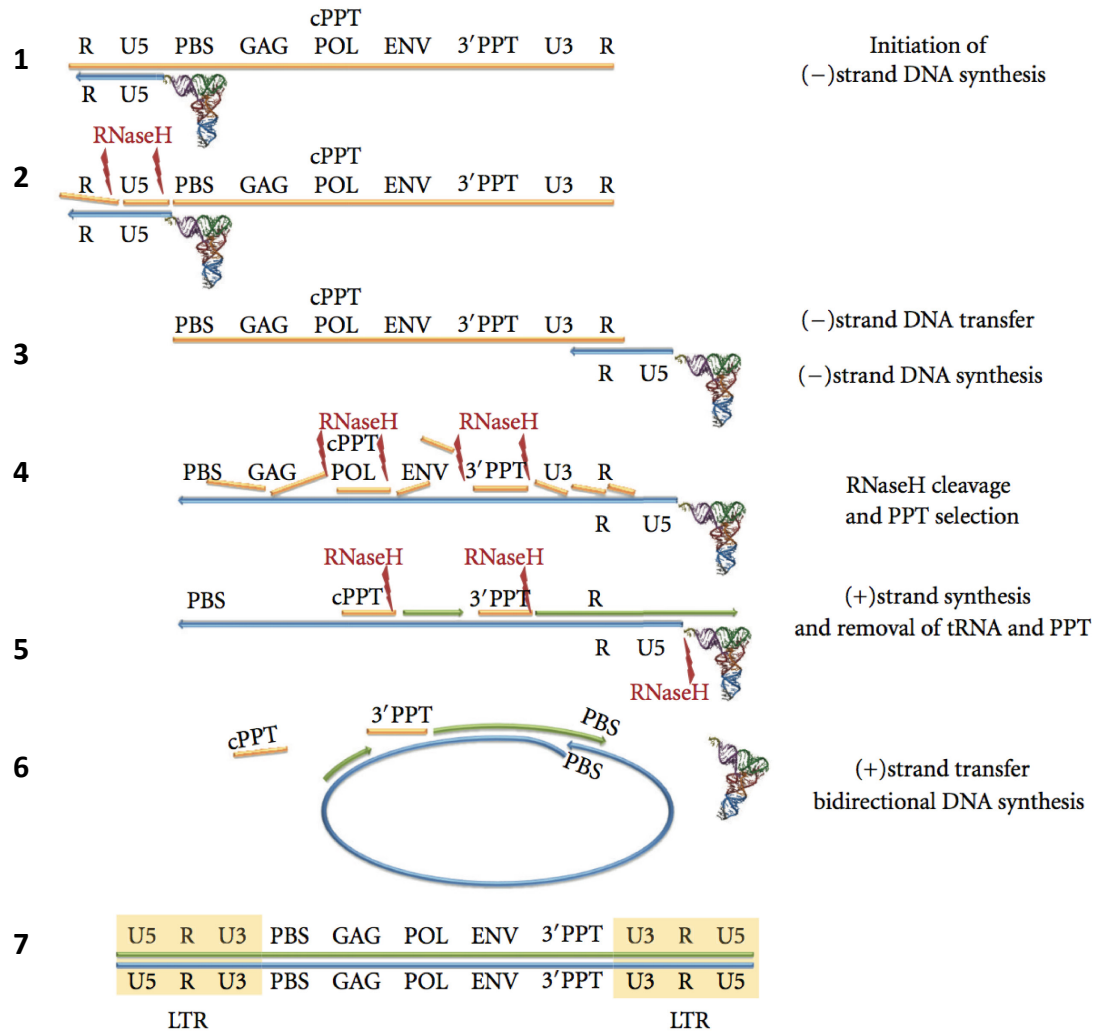 cPPT
1 R U5 PBS GAG POL ENV 3′PPT U3 R
R U5
Initiation of
(−)strand DNA synthesis
RNaseH
cPPT
2 R U5 PBS GAG POL ENV 3′PPT U3 R
R U5
cPPT
PBS GAG POL ENV 3′PPT U3 R
3
R U5
(−)strand DNA transfer
(−)strand DNA synthesis
RNaseH RNaseH
cPPT
4 PBS GAG POL ENV 3′PPT U3 R
R U5
RNaseH cleavage
and PPT selection
RNaseH RNaseH
PBS cPPT 3′PPT R
5
R U5
RNaseH
(+)strand synthesis
and removal of tRNA and PPT
cPPT 3′PPT PBS
6
PBS
(+)strand transfer
bidirectional DNA synthesis
7 U5 R U3 PBS GAG POL ENV 3′PPT U3 R U5
U5 R U3 PBS GAG POL ENV 3′PPT U3 R U5
LTR LTR